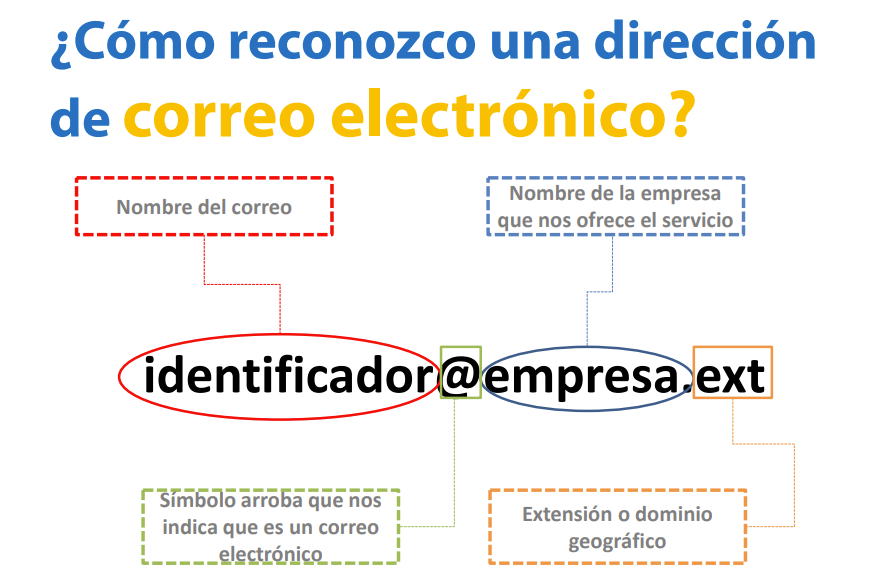 ¿Cómo reconozco una dirección
de correo electrónico?
Nombre del correo
Nombre de la empresa
que nos ofrece el servicio
identificador@empresa.ext
Símbolo arroba que nos
indica que es un correo
electrónico
Extensión o dominio
geográfico